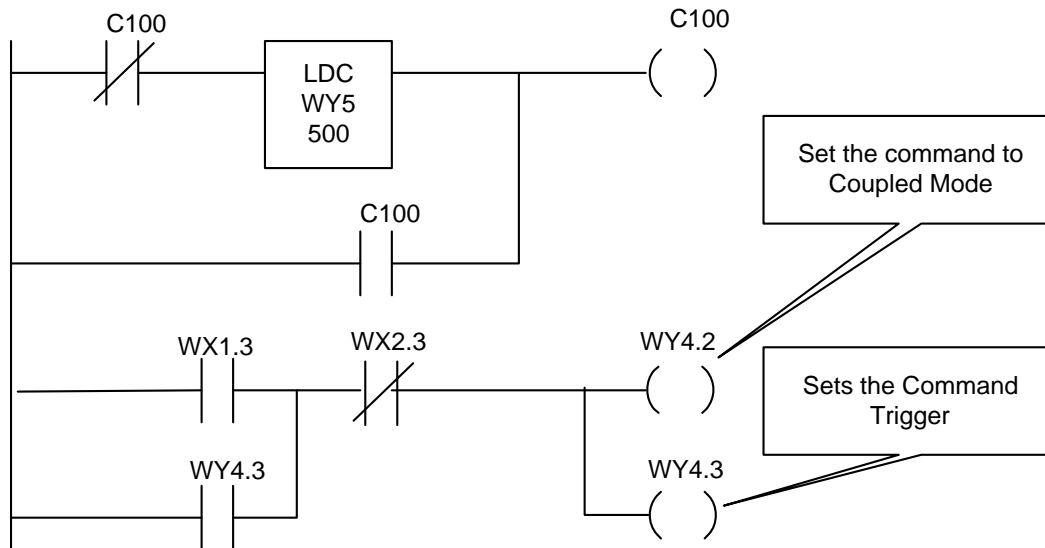 C100
C100
LDC
WY5
500
Set the command to
Coupled Mode
C100
WX1.3
WX2.3
WY4.2
Sets the Command
Trigger
WY4.3
WY4.3